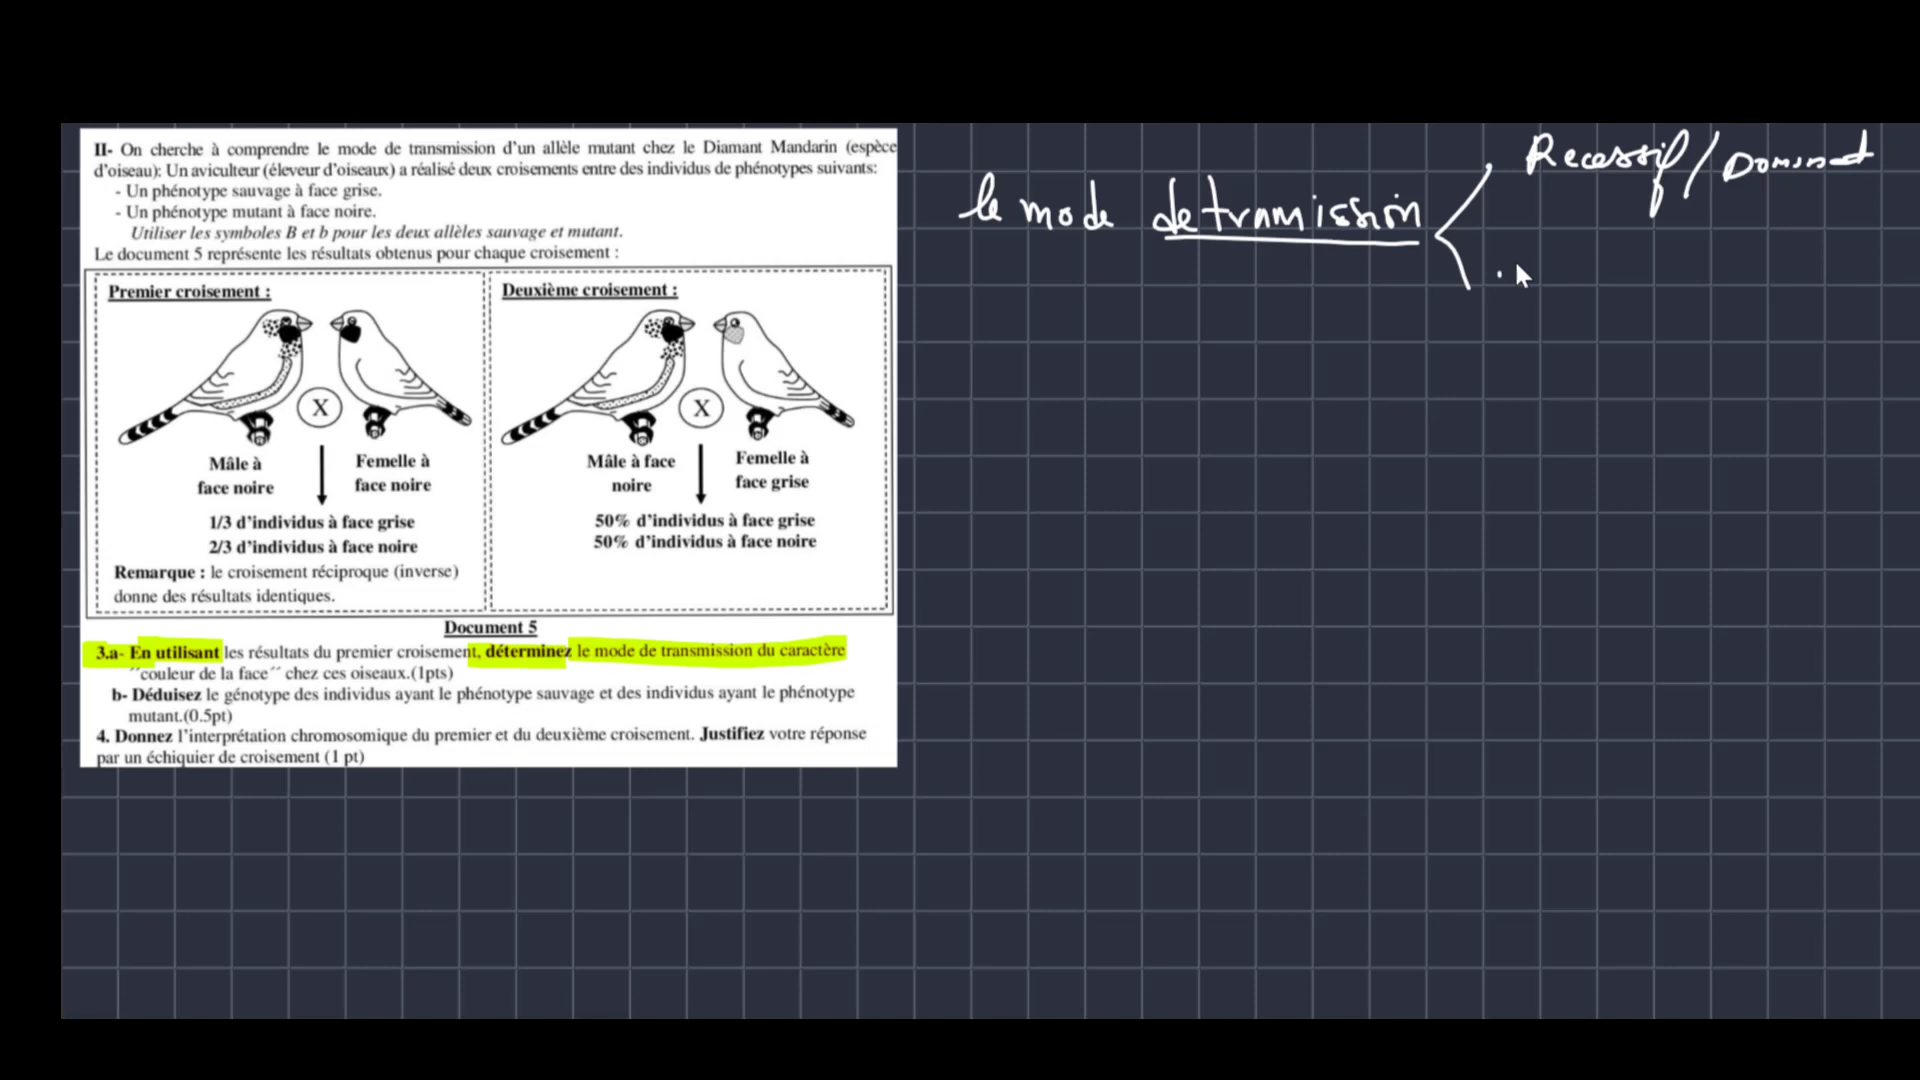 II- On cherche à comprendre le mode de transmission d’un allèle mutant chez le Diamant Mandarin (espèce
d’oiseau): Un aviculteur (éleveur d’oiseaux) a réalisé deux croisements entre des individus de phénotypes suivants:
- Un phénotype sauvage à face grise.
- Un phénotype mutant à face noire.
Utiliser les symboles B et b pour les deux allèles sauvage et mutant.
Le document 5 représente les résultats obtenus pour chaque croisement :
Premier croisement :
X
Mâle à
face noire
Femelle à
face noire
1/3 d’individus à face grise
2/3 d’individus à face noire
Remarque : le croisement réciproque (inverse)
donne des résultats identiques.
Deuxième croisement :
X
Mâle à face
noire
Femelle à
face grise
50% d’individus à face grise
50% d’individus à face noire
Document 5
3.a- En utilisant les résultats du premier croisement, déterminez le mode de transmission du caractère
´´couleur de la face´´ chez ces oiseaux.(1pts)
b- Déduisez le génotype des individus ayant le phénotype sauvage et des individus ayant le phénotype
mutant.(0.5pt)
4. Donnez l’interprétation chromosomique du premier et du deuxième croisement. Justifiez votre réponse
par un échiquier de croisement (1 pt)
le mode de tranmission
Recessif / Dominat